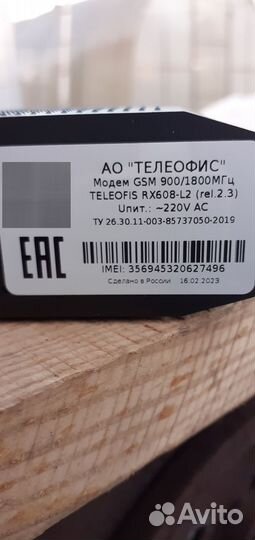 АО "ТЕЛЕОФИС"
Модем GSM 900/1800МГц
TELEOFIS RX608-L2 (rel.2.3)
Uпит.: ~220V AC
ТУ 26.30.11-003-85737050-2019
EAC
IMEI: 356945320627496
Сделано в России 16.02.2023
Avito